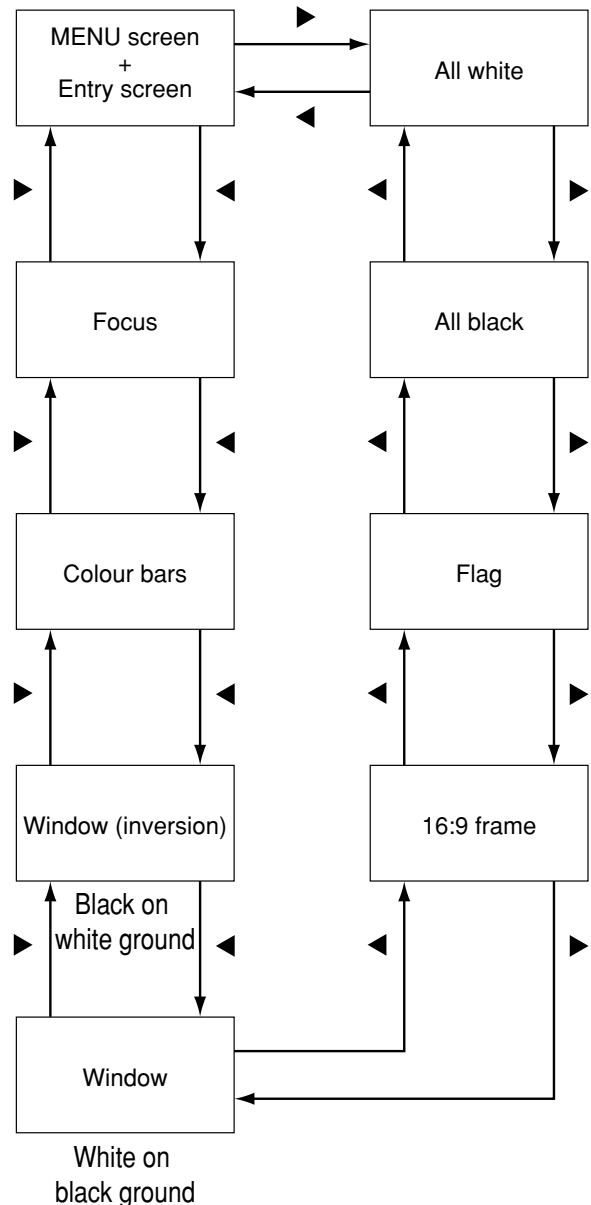 MENU screen
+
Entry screen
All white
Focus
All black
Colour bars
Flag
Window (inversion)
16:9 frame
Black on
white ground
Window
White on
black ground